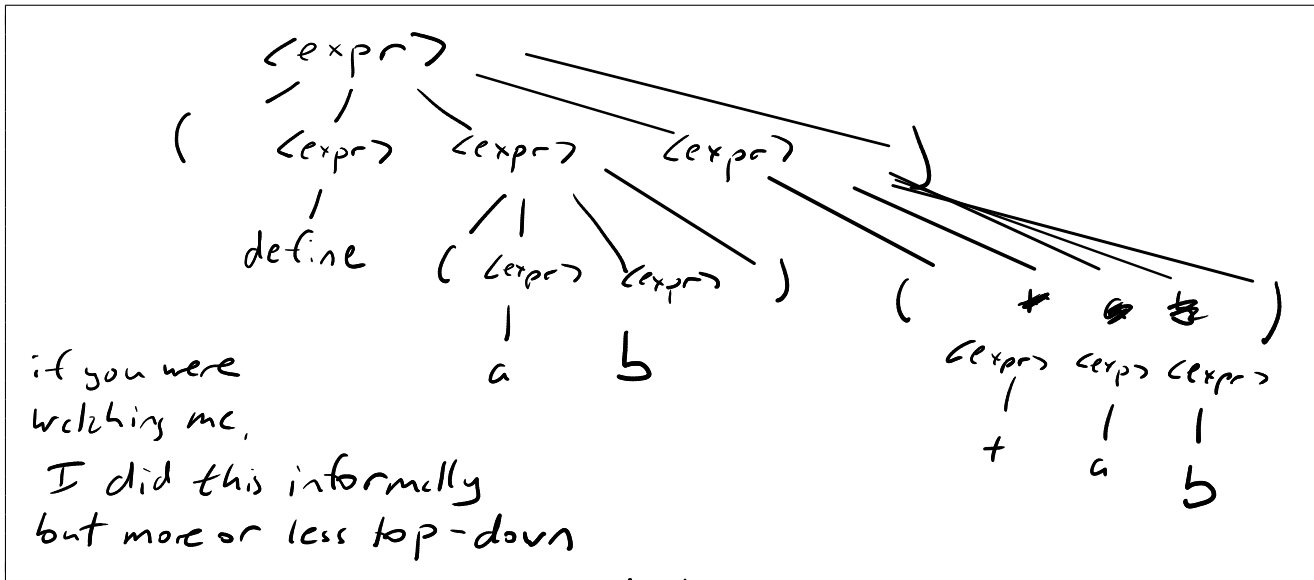 <expr>
( <expr> <expr> <expr> )
define ( <expr> <expr> ) ( )
<expr> <exp> <expr>
a b
+ a b
if you were
watching me,
I did this informally
but more or less top-down